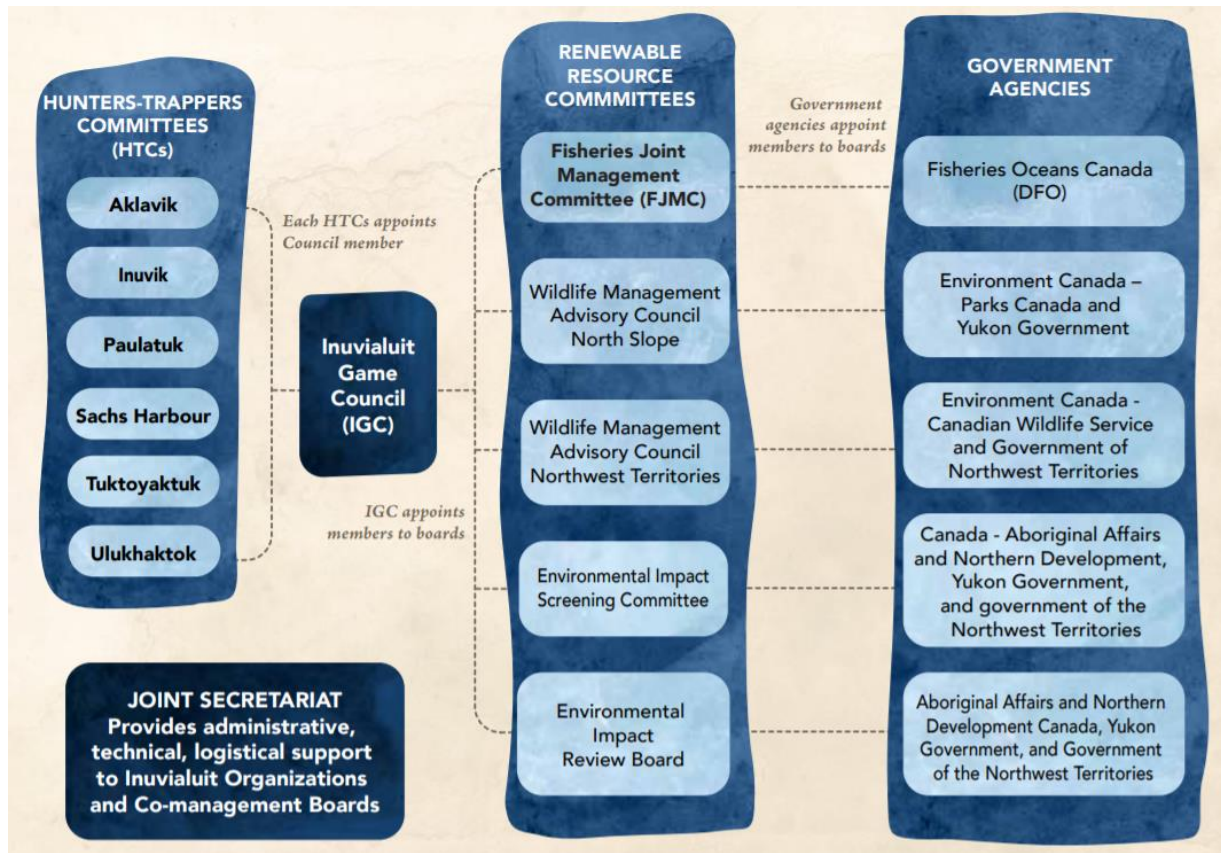 HUNTERS-TRAPPERS
COMMITTEES
(HTCs)
Aklavik
Inuvik
Paulatuk
Sachs Harbour
Tuktoyaktuk
Ulukhaktok
JOINT SECRETARIAT
Provides administrative,
technical, logistical support
to Inuvialuit Organizations
and Co-management Boards
Each HTCs appoints
Council member
Inuvialuit
Game
Council
(IGC)
IGC appoints
members to boards
RENEWABLE
RESOURCE
COMMMITTEES
Fisheries Joint
Management
Committee (FJMC)
Wildlife Management
Advisory Council
North Slope
Wildlife Management
Advisory Council
Northwest Territories
Environmental Impact
Screening Committee
Environmental
Impact
Review Board
Government
agencies appoint
members to boards
GOVERNMENT
AGENCIES
Fisheries Oceans Canada
(DFO)
Environment Canada –
Parks Canada and
Yukon Government
Environment Canada -
Canadian Wildlife Service
and Government of
Northwest Territories
Canada - Aboriginal Affairs
and Northern Development,
Yukon Government,
and government of the
Northwest Territories
Aboriginal Affairs and Northern
Development Canada, Yukon
Government, and Government
of the Northwest Territories